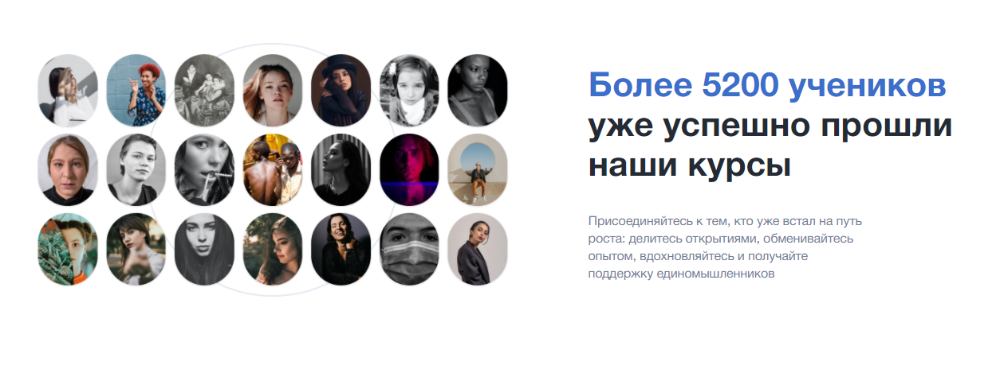 Более 5200 учеников
уже успешно прошли
наши курсы
Присоединяйтесь к тем, кто уже встал на путь
роста: делитесь открытиями, обменивайтесь
опытом, вдохновляйтесь и получайте
поддержку единомышленников